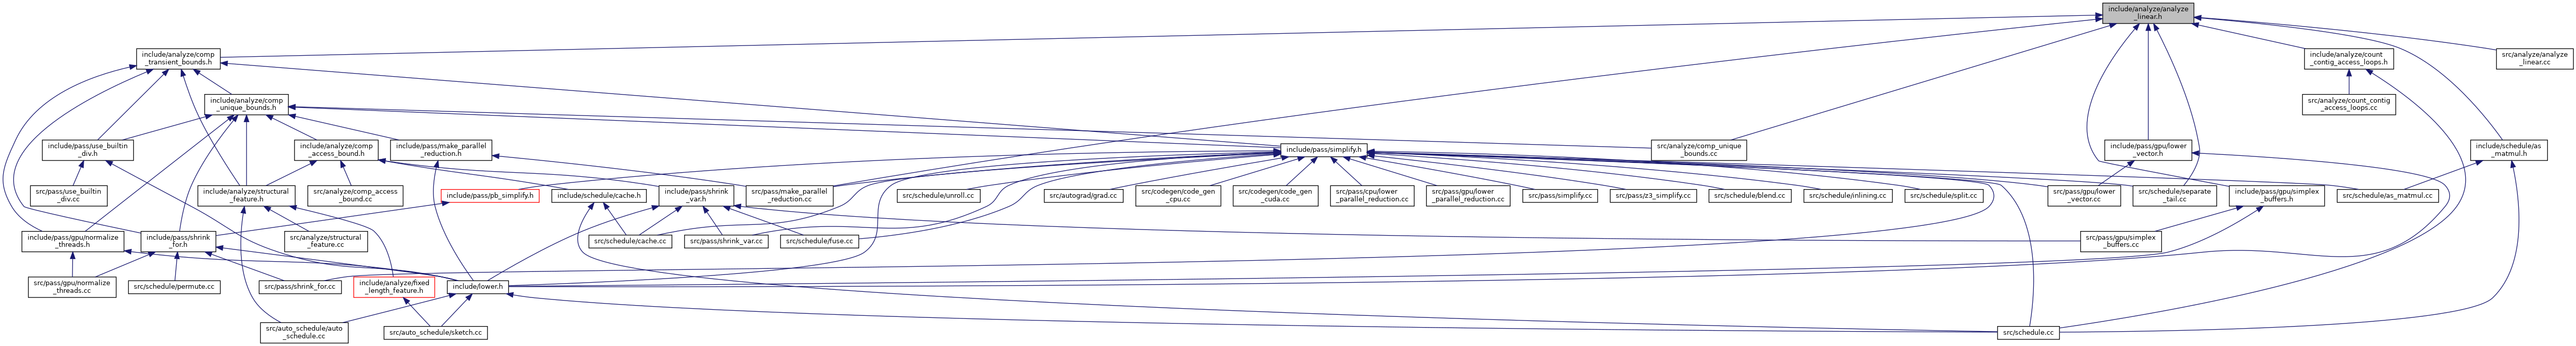 include/analyze/analyze
_linear.h
include/analyze/comp
_transient_bounds.h
include/analyze/count
_contig_access_loops.h
src/analyze/analyze
_linear.cc
include/analyze/comp
_unique_bounds.h
src/analyze/count_contig
_access_loops.cc
include/pass/use_builtin
_div.h
include/analyze/comp
_access_bound.h
include/pass/make_parallel
_reduction.h
include/pass/simplify.h
src/analyze/comp_unique
_bounds.cc
include/pass/gpu/lower
_vector.h
include/schedule/as
_matmul.h
src/pass/use_builtin
_div.cc
include/analyze/structural
_feature.h
src/analyze/comp_access
_bound.cc
include/pass/pb_simplify.h
include/schedule/cache.h
include/pass/shrink
_var.h
src/pass/make_parallel
_reduction.cc
src/schedule/unroll.cc
src/autograd/grad.cc
src/codegen/code_gen
_cpu.cc
src/codegen/code_gen
_cuda.cc
src/pass/cpu/lower
_parallel_reduction.cc
src/pass/gpu/lower
_parallel_reduction.cc
src/pass/simplify.cc
src/pass/z3_simplify.cc
src/schedule/blend.cc
src/schedule/inlining.cc
src/schedule/split.cc
src/pass/gpu/lower
_vector.cc
src/schedule/separate
_tail.cc
include/pass/gpu/simplex
_buffers.h
src/schedule/as_matmul.cc
include/pass/gpu/normalize
_threads.h
include/pass/shrink
_for.h
src/analyze/structural
_feature.cc
src/schedule/cache.cc
src/pass/shrink_var.cc
src/schedule/fuse.cc
src/pass/gpu/simplex
_buffers.cc
src/pass/gpu/normalize
_threads.cc
src/schedule/permute.cc
src/pass/shrink_for.cc
include/analyze/fixed
_length_feature.h
include/lower.h
src/auto_schedule/auto
_schedule.cc
src/auto_schedule/sketch.cc
src/schedule.cc